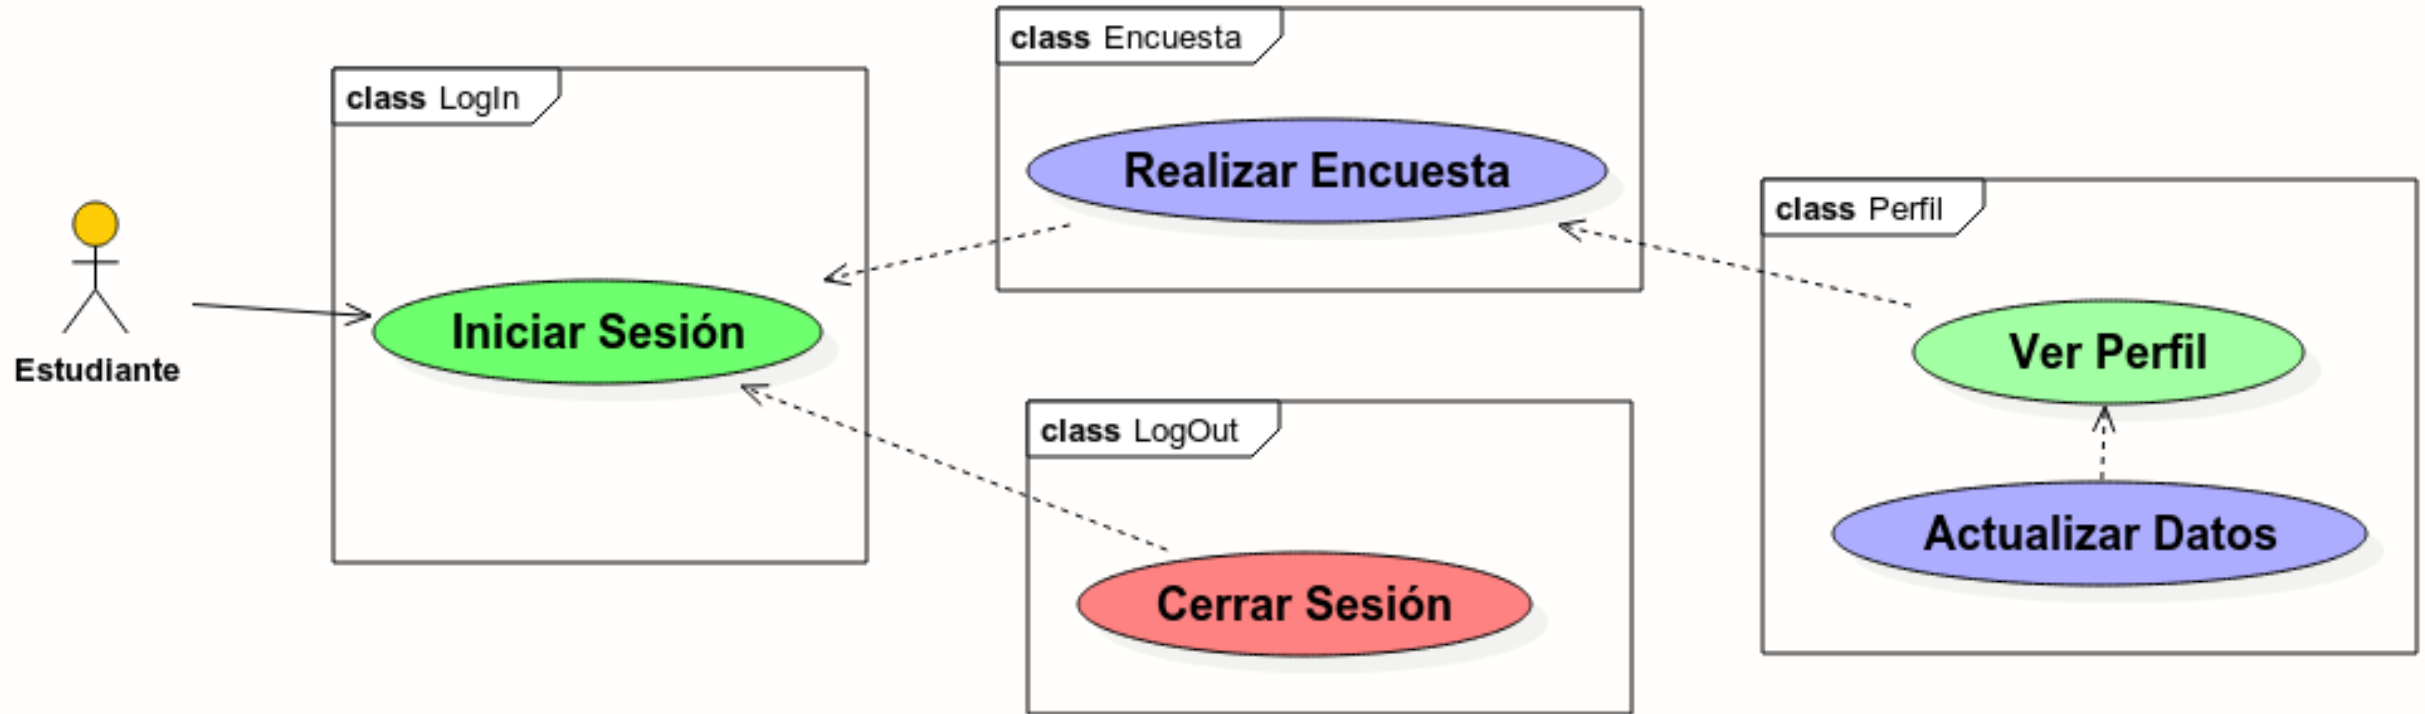 class Encuesta
class LogIn
Realizar Encuesta
class Perfil
Iniciar Sesión
Ver Perfil
Estudiante
class LogOut
Actualizar Datos
Cerrar Sesión